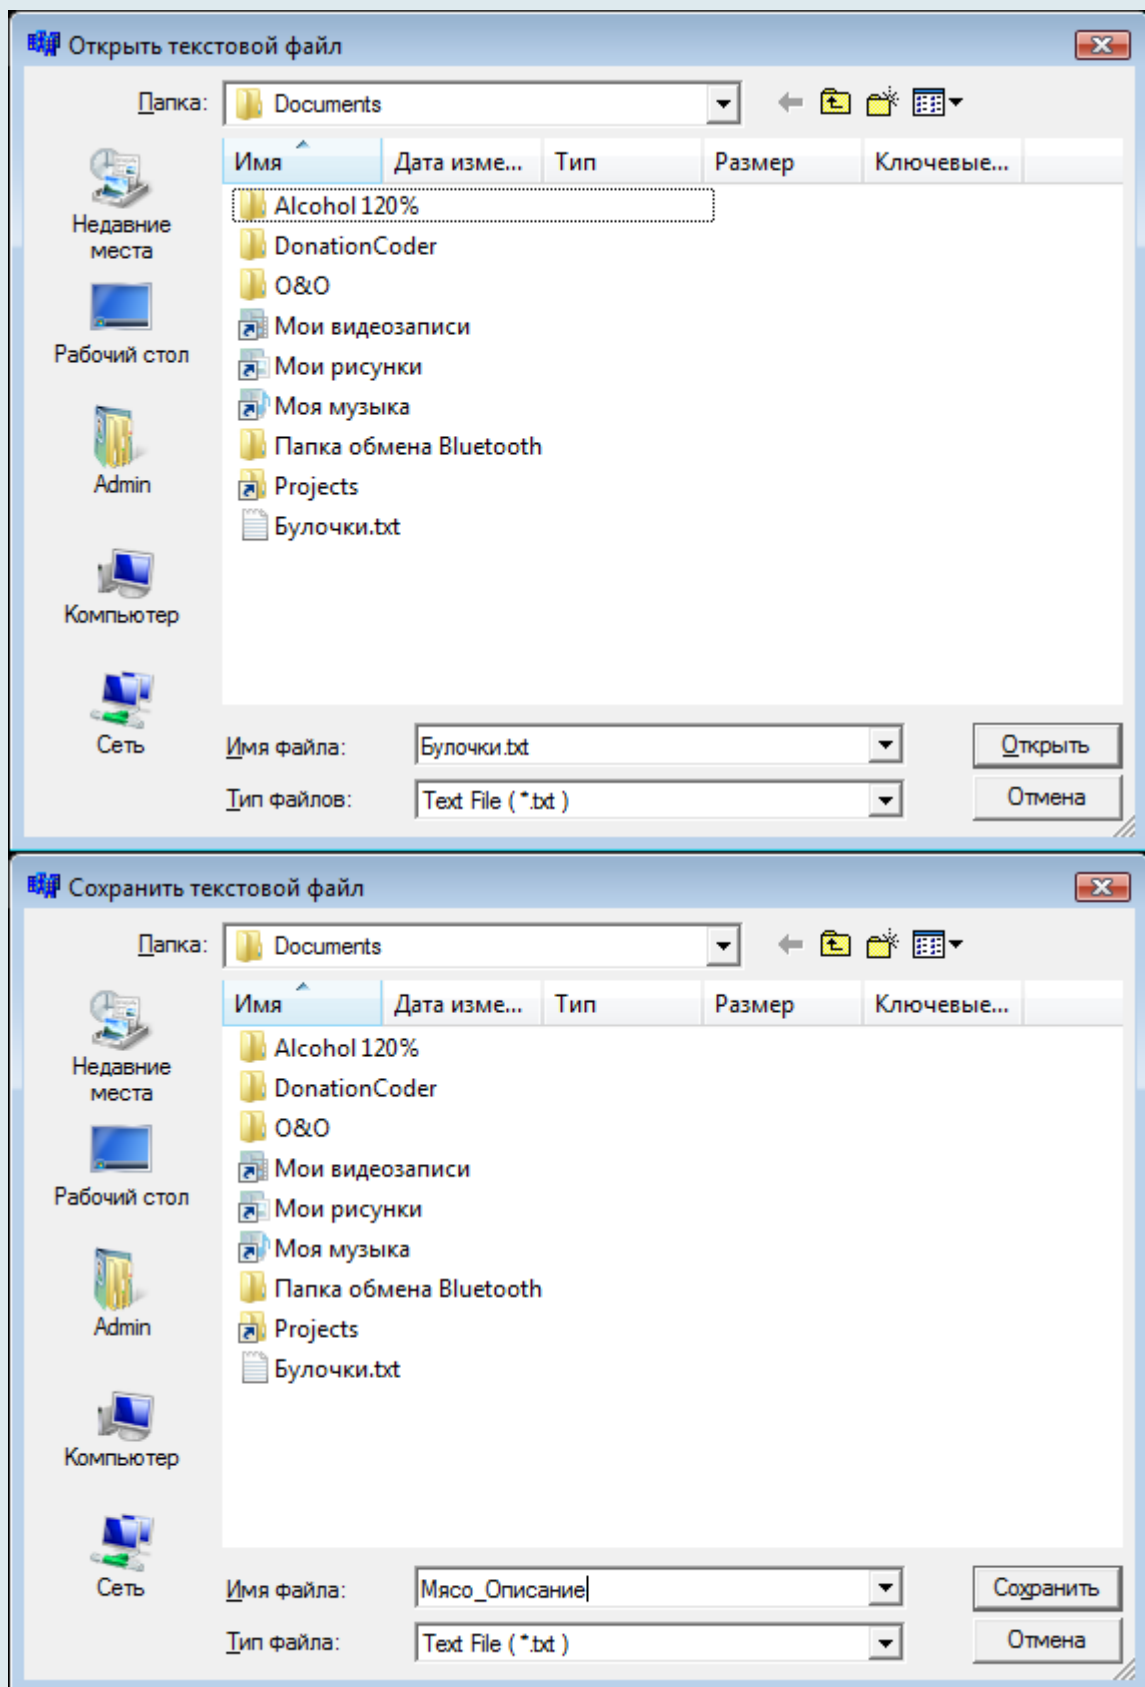 Открыть текстовой файл
Папка: Documents
Имя Дата изме... Тип Размер Ключевые...
Недавние места
Рабочий стол
Admin
Компьютер
Сеть
Alcohol 120%
DonationCoder
O&O
Мои видеозаписи
Мои рисунки
Моя музыка
Папка обмена Bluetooth
Projects
Булочки.txt
Имя файла: Булочки.txt Открыть
Тип файлов: Text File ( *.txt ) Отмена
Сохранить текстовой файл
Папка: Documents
Имя Дата изме... Тип Размер Ключевые...
Недавние места
Рабочий стол
Admin
Компьютер
Сеть
Alcohol 120%
DonationCoder
O&O
Мои видеозаписи
Мои рисунки
Моя музыка
Папка обмена Bluetooth
Projects
Булочки.txt
Имя файла: Мясо_Описание Сохранить
Тип файла: Text File ( *.txt ) Отмена